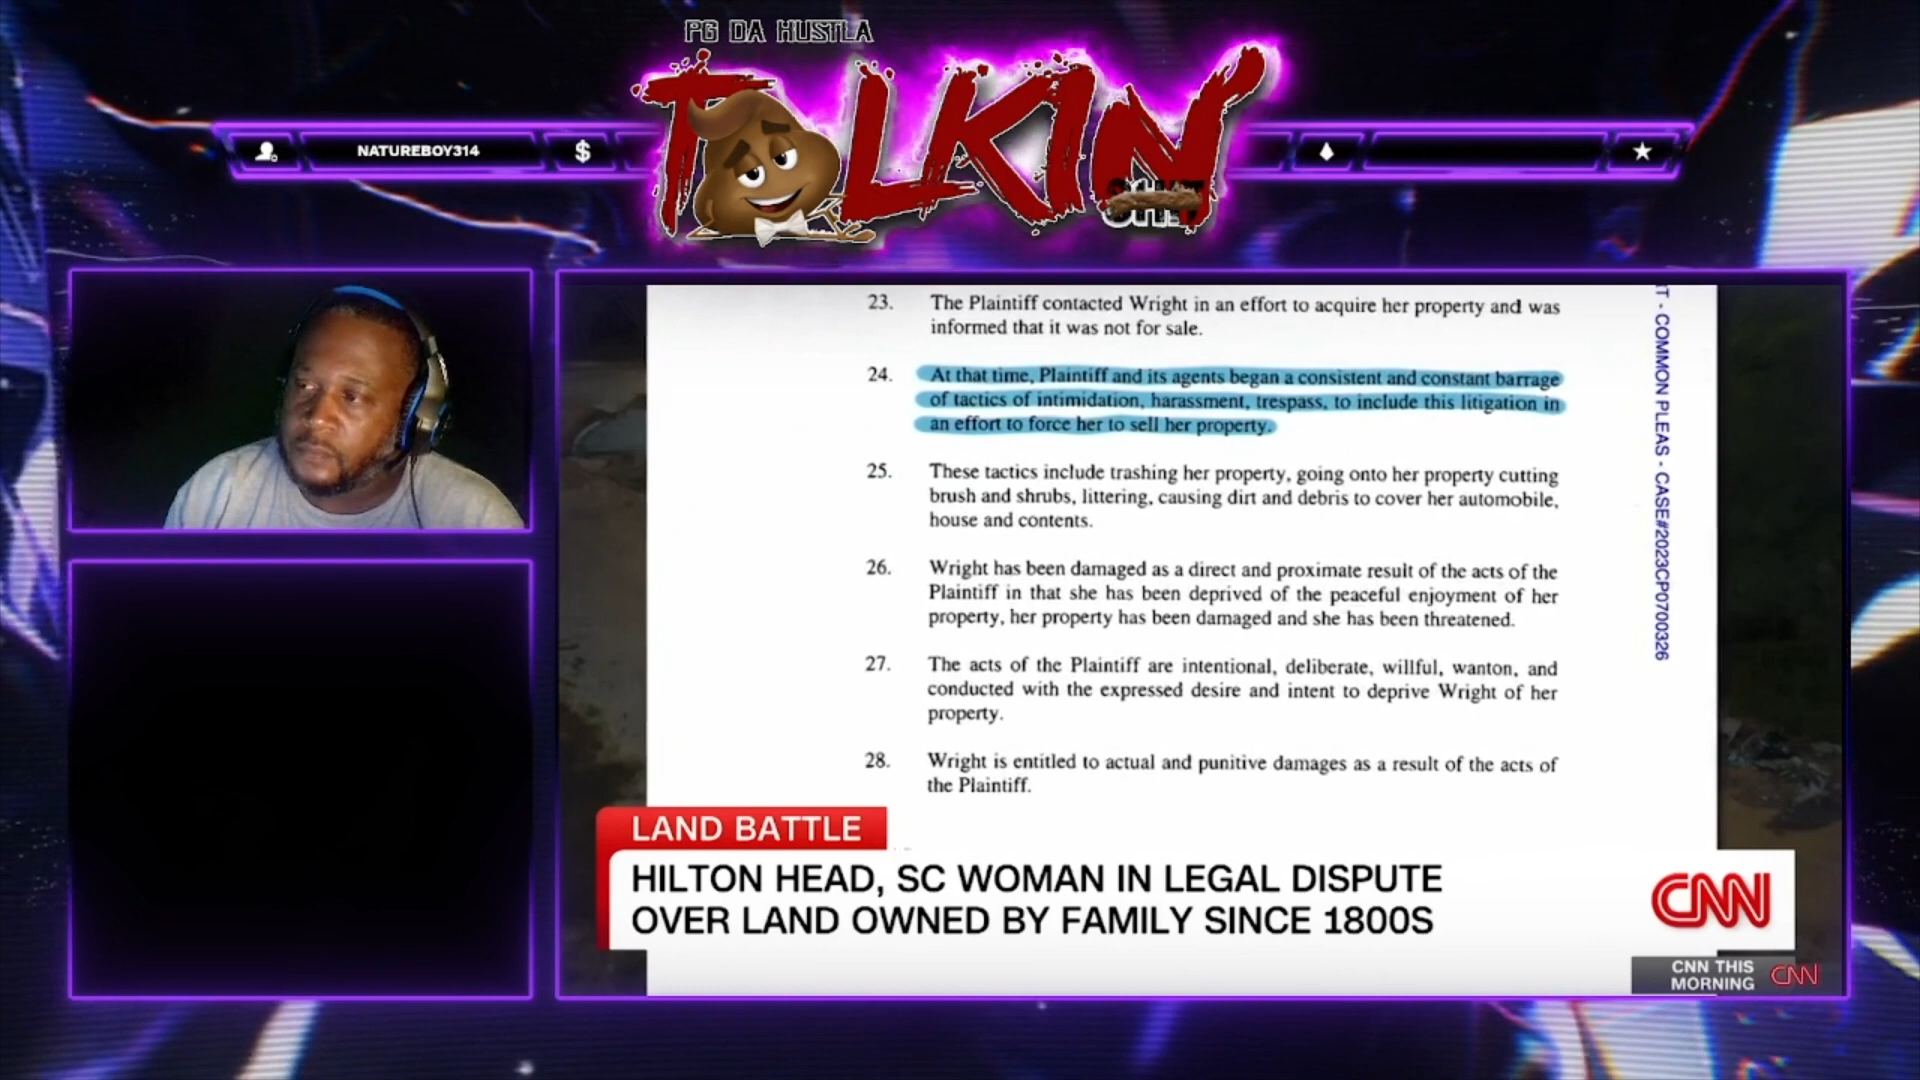 PG DA HUSTLA
TALKIN
NATUREBOY314
$
23. The Plaintiff contacted Wright in an effort to acquire her property and was
informed that it was not for sale.
24. At that time, Plaintiff and its agents began a consistent and constant barrage
of tactics of intimidation, harassment, trespass, to include this litigation in
an effort to force her to sell her property.
25. These tactics include trashing her property, going onto her property cutting
brush and shrubs, littering, causing dirt and debris to cover her automobile,
house and contents.
26. Wright has been damaged as a direct and proximate result of the acts of the
Plaintiff in that she has been deprived of the peaceful enjoyment of her
property, her property has been damaged and she has been threatened.
27. The acts of the Plaintiff are intentional, deliberate, willful, wanton, and
conducted with the expressed desire and intent to deprive Wright of her
property.
28. Wright is entitled to actual and punitive damages as a result of the acts of
the Plaintiff.
- COMMON PLEAS - CASE#2023CP0700326
LAND BATTLE
HILTON HEAD, SC WOMAN IN LEGAL DISPUTE
OVER LAND OWNED BY FAMILY SINCE 1800S
CNN
CNN THIS
MORNING CNN